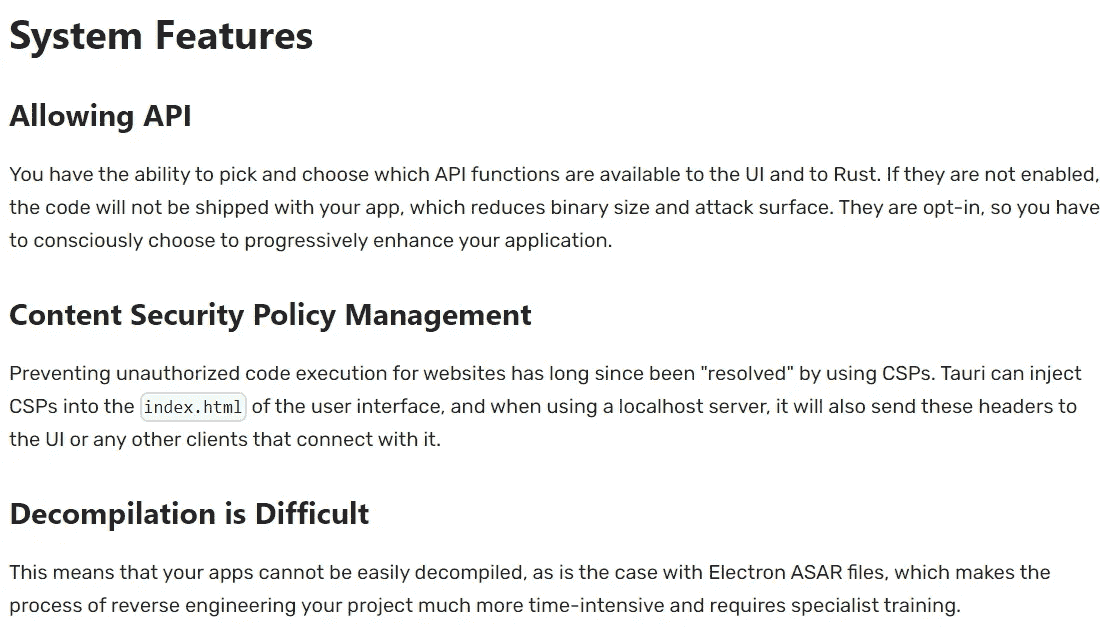 System Features
Allowing API
You have the ability to pick and choose which API functions are available to the UI and to Rust. If they are not enabled,
the code will not be shipped with your app, which reduces binary size and attack surface. They are opt-in, so you have
to consciously choose to progressively enhance your application.
Content Security Policy Management
Preventing unauthorized code execution for websites has long since been "resolved" by using CSPs. Tauri can inject
CSPs into the index.html of the user interface, and when using a localhost server, it will also send these headers to
the UI or any other clients that connect with it.
Decompilation is Difficult
This means that your apps cannot be easily decompiled, as is the case with Electron ASAR files, which makes the
process of reverse engineering your project much more time-intensive and requires specialist training.